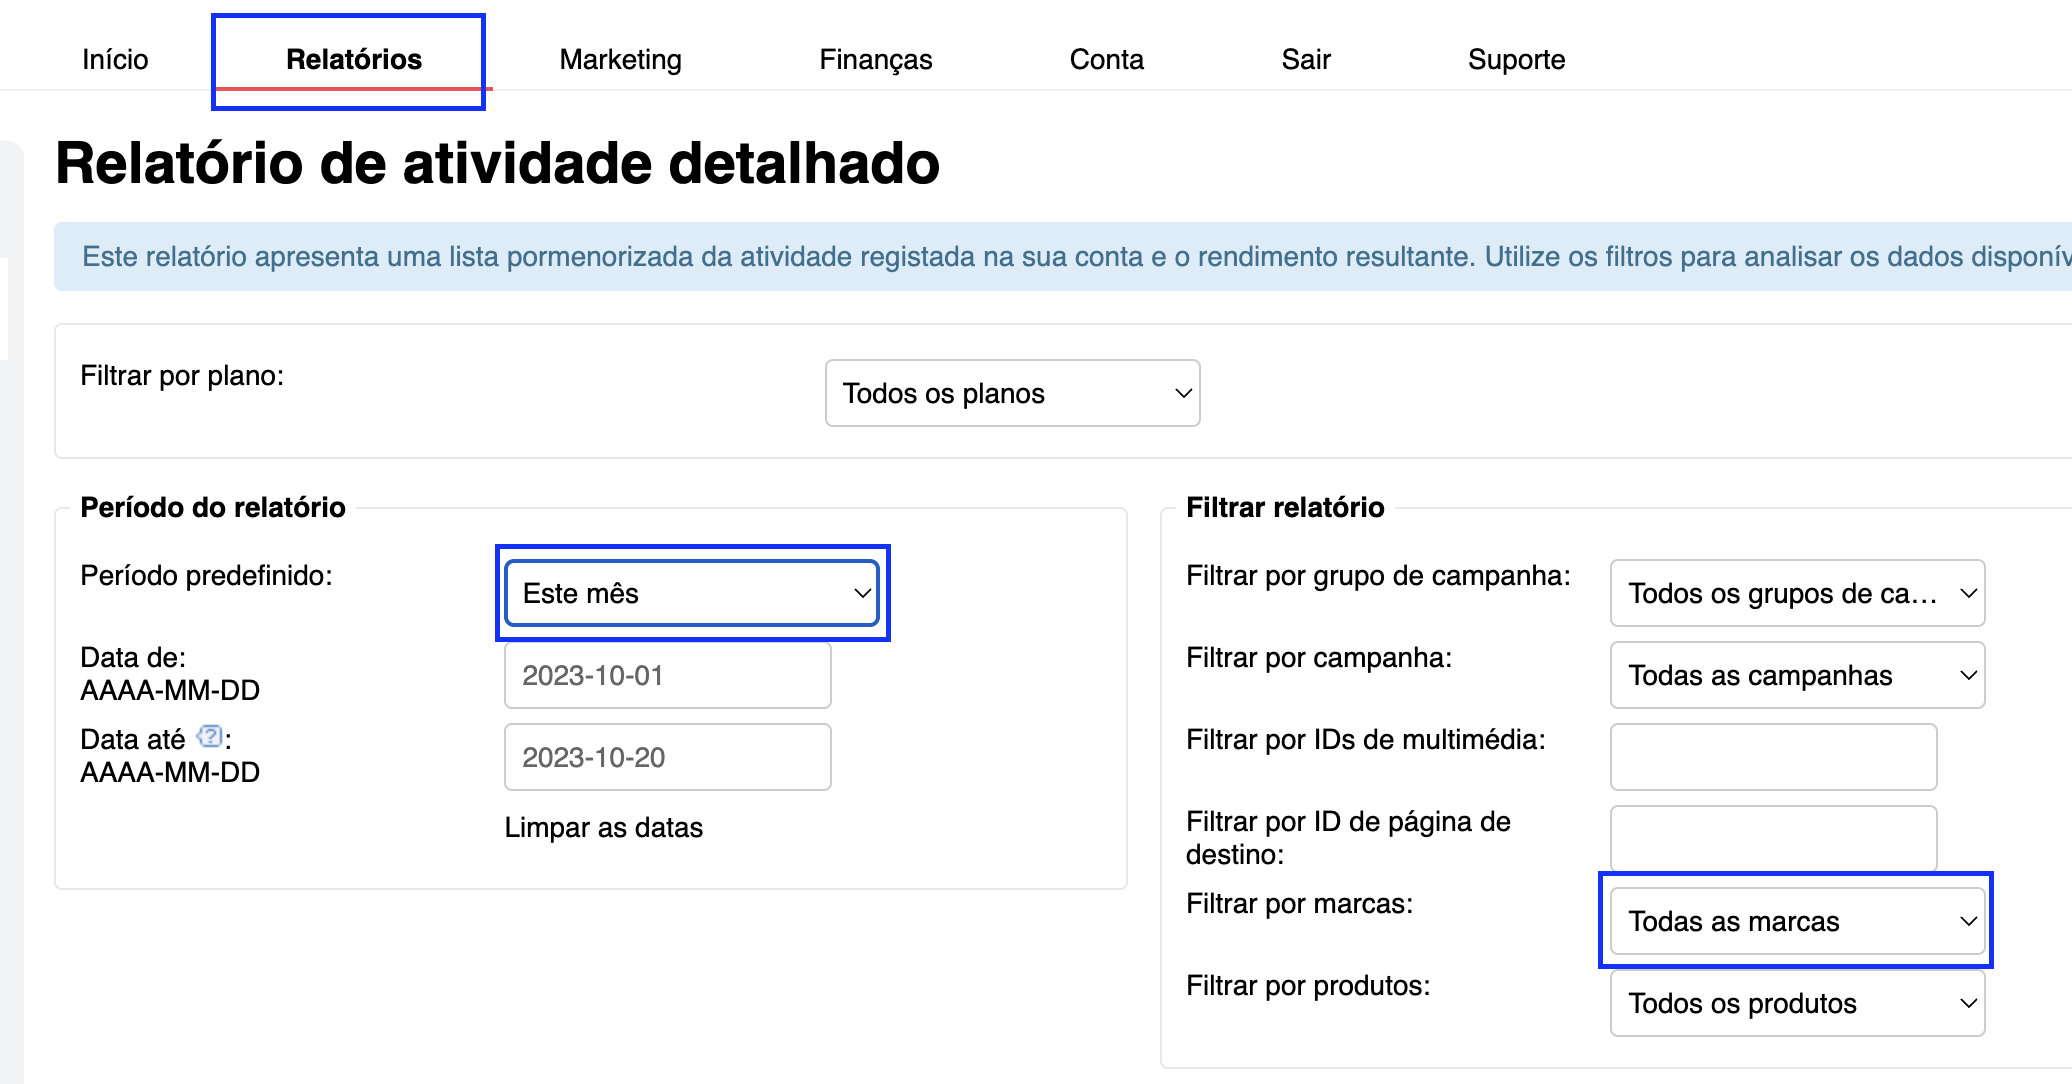 Início Relatórios Marketing Finanças Conta Sair Suporte
Relatório de atividade detalhado
Este relatório apresenta uma lista pormenorizada da atividade registada na sua conta e o rendimento resultante. Utilize os filtros para analisar os dados
Filtrar por plano: Todos os planos
Período do relatório
Período predefinido: Este mês
Data de: 2023-10-01
AAAA-MM-DD
Data até ?: 2023-10-20
AAAA-MM-DD
Limpar as datas
Filtrar relatório
Filtrar por grupo de campanha: Todos os grupos de ca...
Filtrar por campanha: Todas as campanhas
Filtrar por IDs de multimédia:
Filtrar por ID de página de
destino:
Filtrar por marcas: Todas as marcas
Filtrar por produtos: Todos os produtos